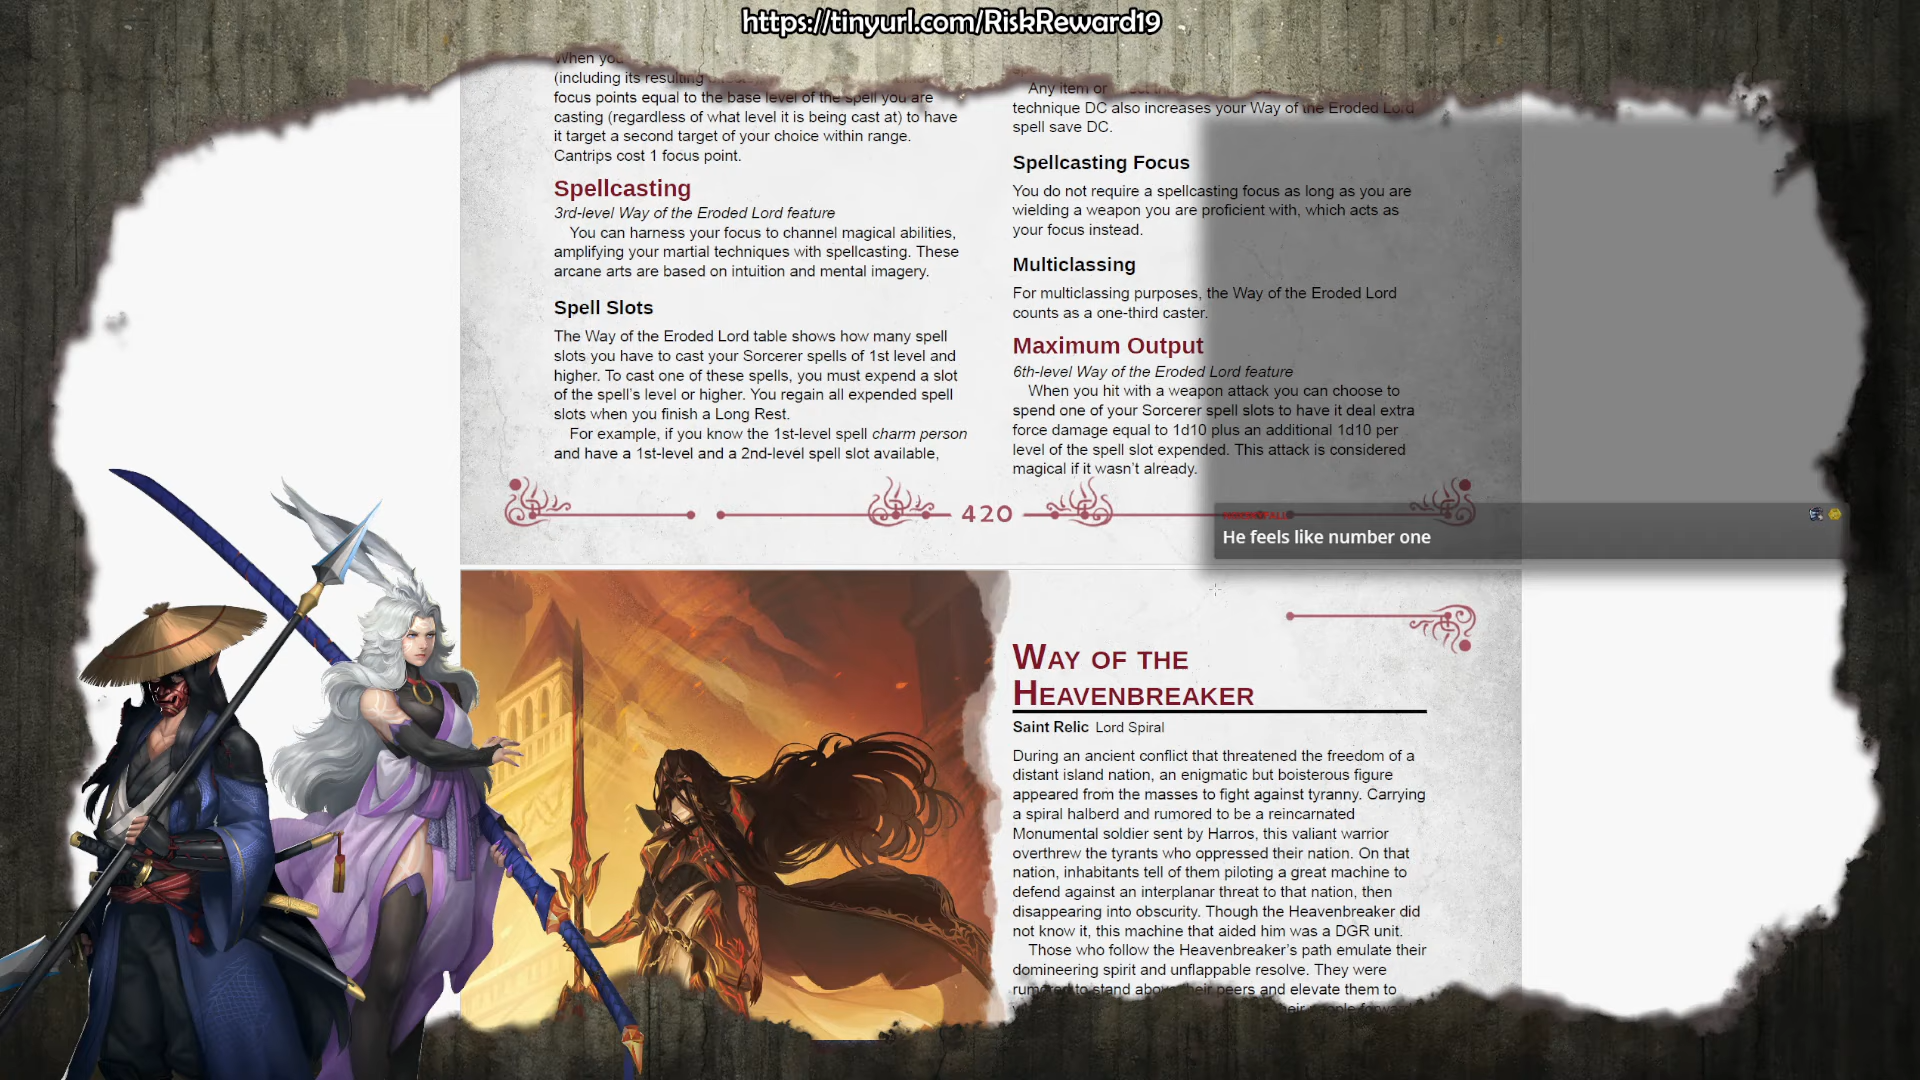 https://tinyurl.com/RiskReward19
When you
(including its resulting
focus points equal to the base level of the spell you are
casting (regardless of what level it is being cast at) to have
it target a second target of your choice within range.
Cantrips cost 1 focus point.
Spellcasting
3rd-level Way of the Eroded Lord feature
You can harness your focus to channel magical abilities,
amplifying your martial techniques with spellcasting. These
arcane arts are based on intuition and mental imagery.
Spell Slots
The Way of the Eroded Lord table shows how many spell
slots you have to cast your Sorcerer spells of 1st level and
higher. To cast one of these spells, you must expend a slot
of the spell's level or higher. You regain all expended spell
slots when you finish a Long Rest.
For example, if you know the 1st-level spell charm person
and have a 1st-level and a 2nd-level spell slot available,
Any item or
technique DC also increases your Way of the Eroded Lord
spell save DC.
Spellcasting Focus
You do not require a spellcasting focus as long as you are
wielding a weapon you are proficient with, which acts as
your focus instead.
Multiclassing
For multiclassing purposes, the Way of the Eroded Lord
counts as a one-third caster.
Maximum Output
6th-level Way of the Eroded Lord feature
When you hit with a weapon attack you can choose to
spend one of your Sorcerer spell slots to have it deal extra
force damage equal to 1d10 plus an additional 1d10 per
level of the spell slot expended. This attack is considered
magical if it wasn't already.
420
He feels like number one
WAY OF THE
HEAVENBREAKER
Saint Relic Lord Spiral
During an ancient conflict that threatened the freedom of a
distant island nation, an enigmatic but boisterous figure
appeared from the masses to fight against tyranny. Carrying
a spiral halberd and rumored to be a reincarnated
Monumental soldier sent by Harros, this valiant warrior
overthrew the tyrants who oppressed their nation. On that
nation, inhabitants tell of them piloting a great machine to
defend against an interplanar threat to that nation, then
disappearing into obscurity. Though the Heavenbreaker did
not know it, this machine that aided him was a DGR unit.
Those who follow the Heavenbreaker's path emulate their
domineering spirit and unflappable resolve. They were
rumored to stand above their peers and elevate them to